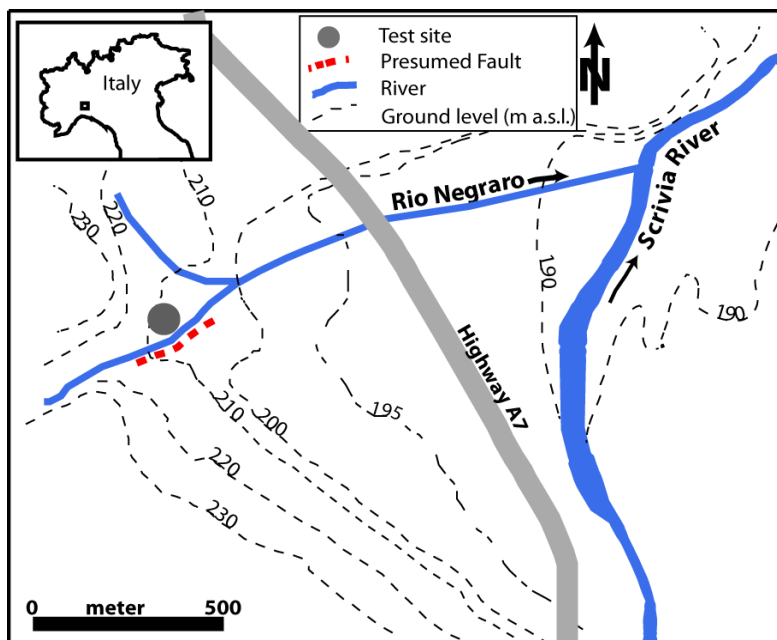 Italy
Test site
Presumed Fault
River
Ground level (m a.s.l.)
N
210
220
230
Rio Negraro
Scrivia River
190
190
Highway A7
195
200
210
220
230
0 meter 500